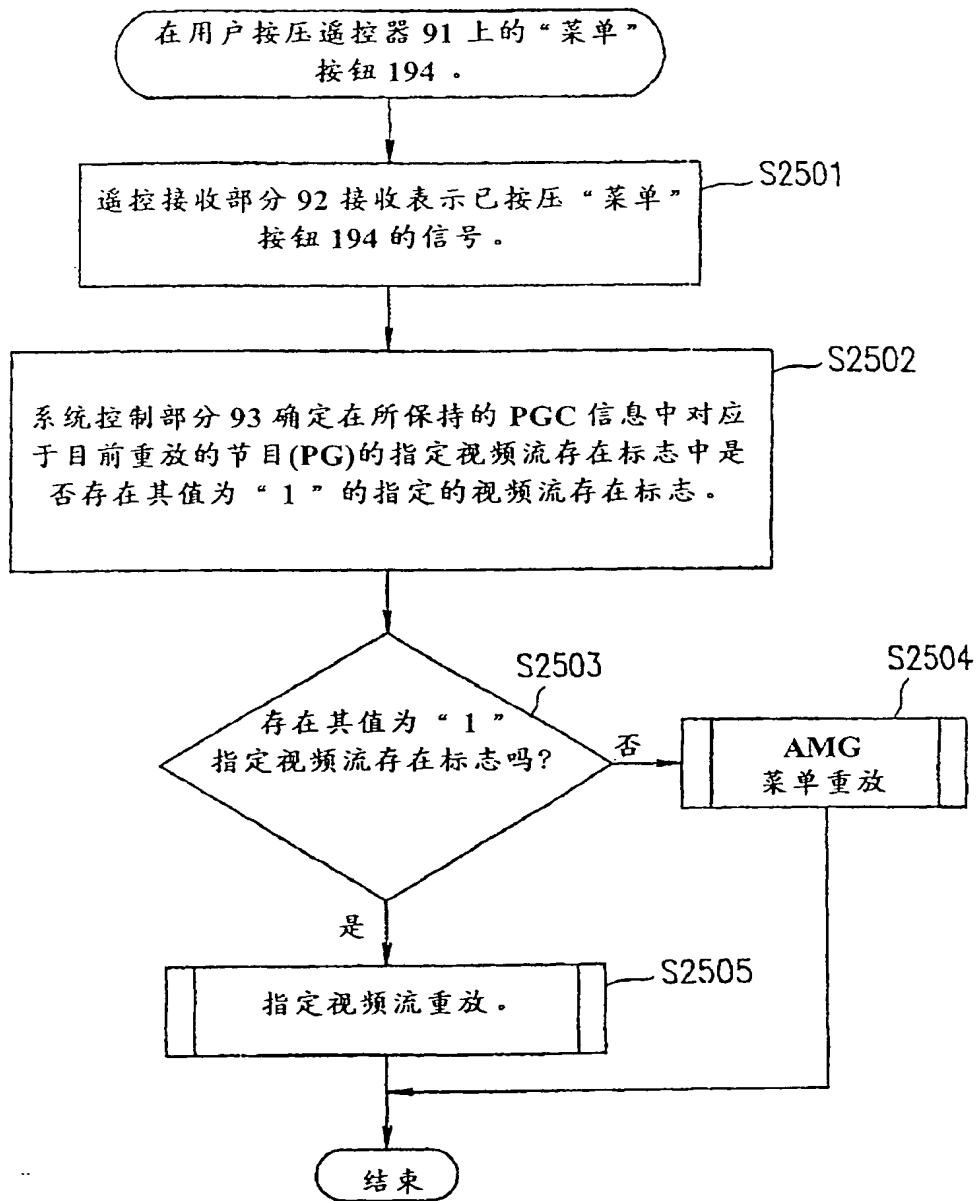 在用户按压遥控器 91 上的“菜单”
按钮 194 。
S2501
遥控接收部分 92 接收表示已按压“菜单”
按钮 194 的信号。
S2502
系统控制部分 93 确定在所保持的 PGC 信息中对应
于目前重放的节目(PG)的指定视频流存在标志中是
否存在其值为“1”的指定的视频流存在标志。
S2503
存在其值为“1”
指定视频流存在标志吗?
否
S2504
AMG
菜单重放
是
S2505
指定视频流重放。
结束